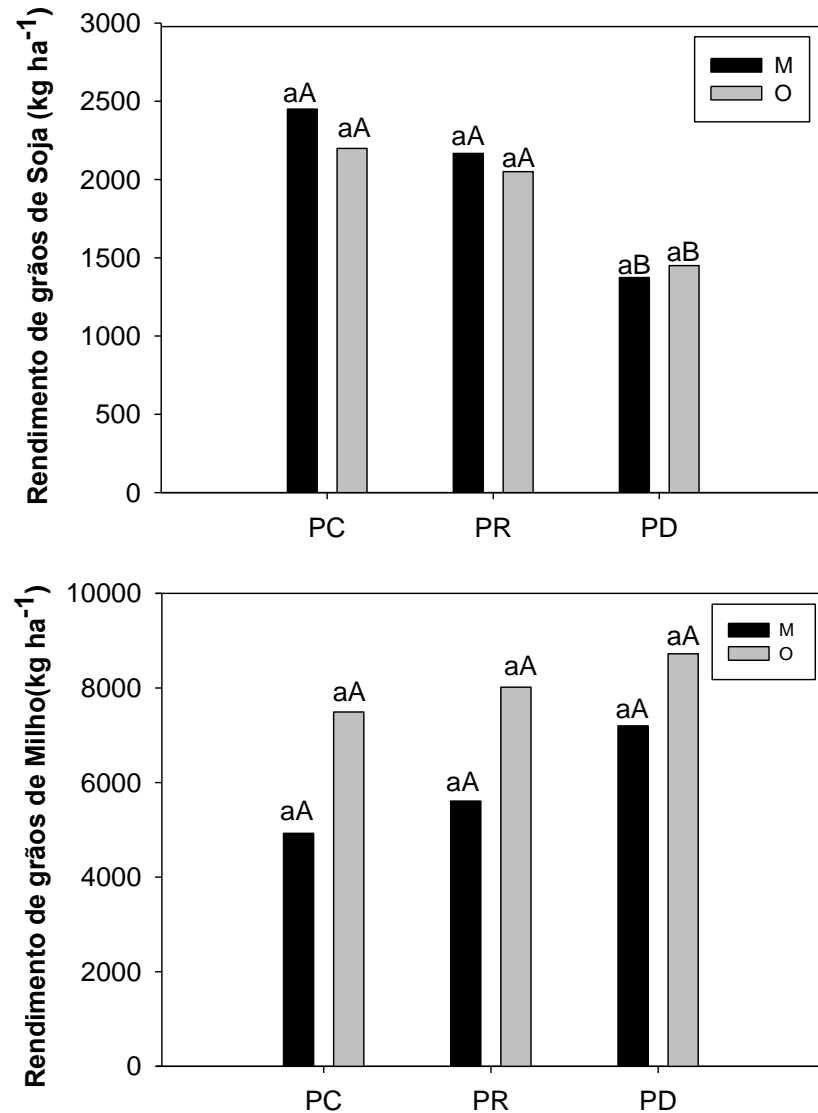 Rendimento de grãos de Soja (kg ha⁻¹)
3000
2500
2000
1500
1000
500
0
M
O
aA
aA
aA
aA
aB
aB
PC
PR
PD
Rendimento de grãos de Milho(kg ha⁻¹)
10000
8000
6000
4000
2000
0
M
O
aA
aA
aA
aA
aA
aA
PC
PR
PD